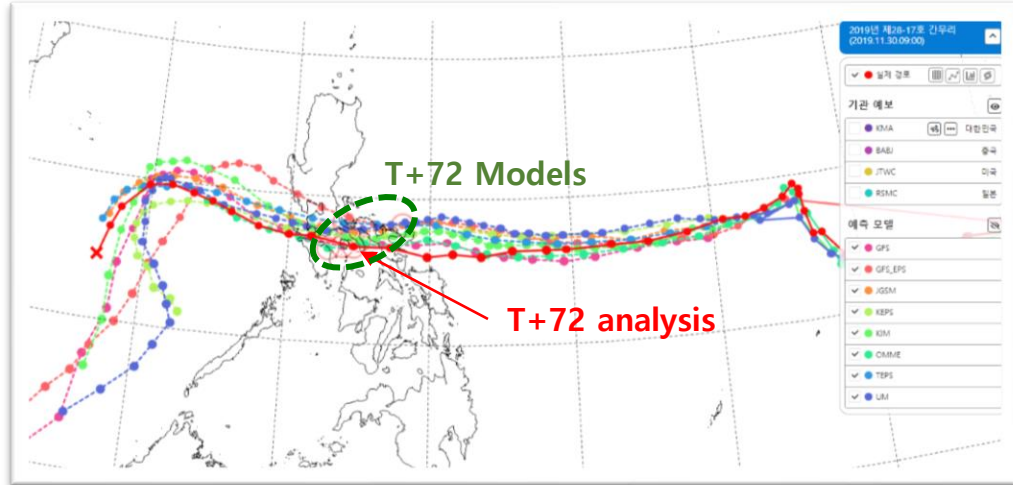 2019년 제28-17호 간무리
(2019.11.30.09:00)
실제 경로
기관 예보
KMA 대한민국
BABJ 중국
JTWC 미국
RSMC 일본
예측 모델
GFS
GFS_EPS
JGSM
KEPS
KIM
OMME
TEPS
UM
T+72 Models
T+72 analysis